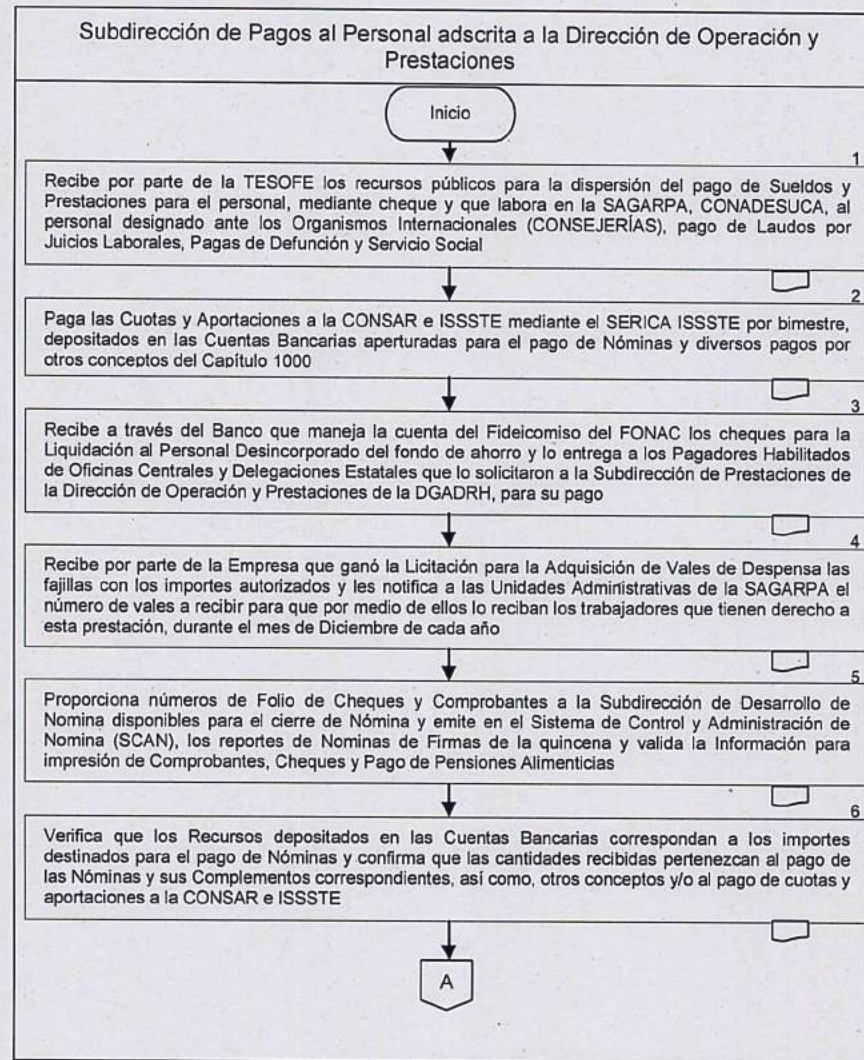 Subdirección de Pagos al Personal adscrita a la Dirección de Operación y
Prestaciones
Inicio
1
Recibe por parte de la TESOFE los recursos públicos para la dispersión del pago de Sueldos y
Prestaciones para el personal, mediante cheque y que labora en la SAGARPA, CONADESUCA, al
personal designado ante los Organismos Internacionales (CONSEJERÍAS), pago de Laudos por
Juicios Laborales, Pagas de Defunción y Servicio Social
2
Paga las Cuotas y Aportaciones a la CONSAR e ISSSTE mediante el SERICA ISSSTE por bimestre,
depositados en las Cuentas Bancarias aperturadas para el pago de Nóminas y diversos pagos por
otros conceptos del Capítulo 1000
3
Recibe a través del Banco que maneja la cuenta del Fideicomiso del FONAC los cheques para la
Liquidación al Personal Desincorporado del fondo de ahorro y lo entrega a los Pagadores Habilitados
de Oficinas Centrales y Delegaciones Estatales que lo solicitaron a la Subdirección de Prestaciones de
la Dirección de Operación y Prestaciones de la DGADRH, para su pago
4
Recibe por parte de la Empresa que ganó la Licitación para la Adquisición de Vales de Despensa las
fajillas con los importes autorizados y les notifica a las Unidades Administrativas de la SAGARPA el
número de vales a recibir para que por medio de ellos lo reciban los trabajadores que tienen derecho a
esta prestación, durante el mes de Diciembre de cada año
5
Proporciona números de Folio de Cheques y Comprobantes a la Subdirección de Desarrollo de
Nomina disponibles para el cierre de Nómina y emite en el Sistema de Control y Administración de
Nomina (SCAN), los reportes de Nominas de Firmas de la quincena y valida la Información para
impresión de Comprobantes, Cheques y Pago de Pensiones Alimenticias
6
Verifica que los Recursos depositados en las Cuentas Bancarias correspondan a los importes
destinados para el pago de Nóminas y confirma que las cantidades recibidas pertenezcan al pago de
las Nóminas y sus Complementos correspondientes, así como, otros conceptos y/o al pago de cuotas y
aportaciones a la CONSAR e ISSSTE
A